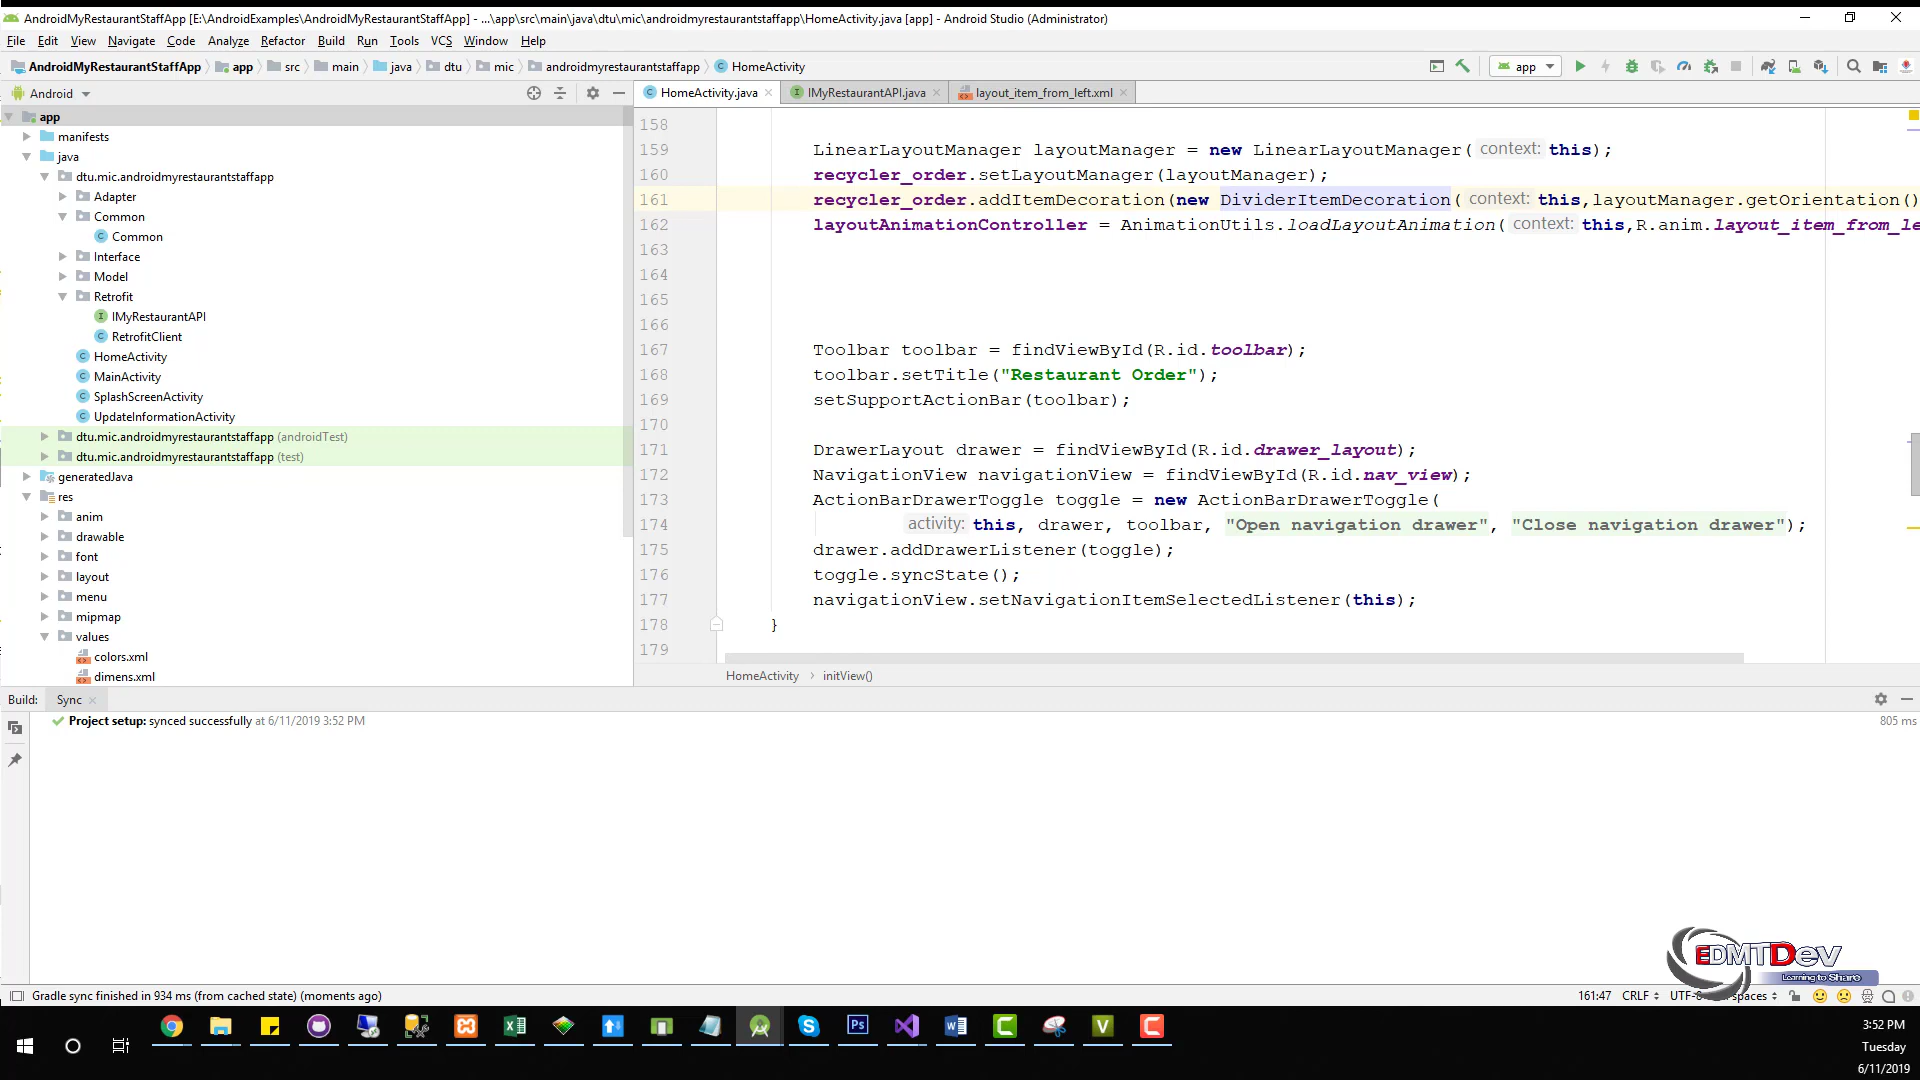 AndroidMyRestaurantStaffApp [E:\AndroidExamples\AndroidMyRestaurantStaffApp] - ...\app\src\main\java\dtu\mic\androidmyrestaurantstaffapp\HomeActivity.java [app] - Android Studio (Administrator)
File Edit View Navigate Code Analyze Refactor Build Run Tools VCS Window Help
AndroidMyRestaurantStaffApp app src main java dtu mic androidmyrestaurantstaffapp HomeActivity app
Android HomeActivity.java IMyRestaurantAPI.java layout_item_from_left.xml
app
manifests
java
dtu.mic.androidmyrestaurantstaffapp
Adapter
Common
Common
Interface
Model
Retrofit
IMyRestaurantAPI
RetrofitClient
HomeActivity
MainActivity
SplashScreenActivity
UpdateInformationActivity
dtu.mic.androidmyrestaurantstaffapp (androidTest)
dtu.mic.androidmyrestaurantstaffapp (test)
generatedJava
res
anim
drawable
font
layout
menu
mipmap
values
colors.xml
dimens.xml
158
159 LinearLayoutManager layoutManager = new LinearLayoutManager( context: this);
160 recycler_order.setLayoutManager(layoutManager);
161 recycler_order.addItemDecoration(new DividerItemDecoration( context: this,layoutManager.getOrientation()
162 layoutAnimationController = AnimationUtils.loadLayoutAnimation( context: this,R.anim.layout_item_from_le
163
164
165
166
167 Toolbar toolbar = findViewById(R.id.toolbar);
168 toolbar.setTitle("Restaurant Order");
169 setSupportActionBar(toolbar);
170
171 DrawerLayout drawer = findViewById(R.id.drawer_layout);
172 NavigationView navigationView = findViewById(R.id.nav_view);
173 ActionBarDrawerToggle toggle = new ActionBarDrawerToggle(
174 activity: this, drawer, toolbar, "Open navigation drawer", "Close navigation drawer");
175 drawer.addDrawerListener(toggle);
176 toggle.syncState();
177 navigationView.setNavigationItemSelectedListener(this);
178 }
179
HomeActivity › initView()
Build: Sync
Project setup: synced successfully at 6/11/2019 3:52 PM 805 ms
EDMTDev
Learning to Share
Gradle sync finished in 934 ms (from cached state) (moments ago) 161:47 CRLF UTF-8 spaces
3:52 PM
Tuesday
6/11/2019